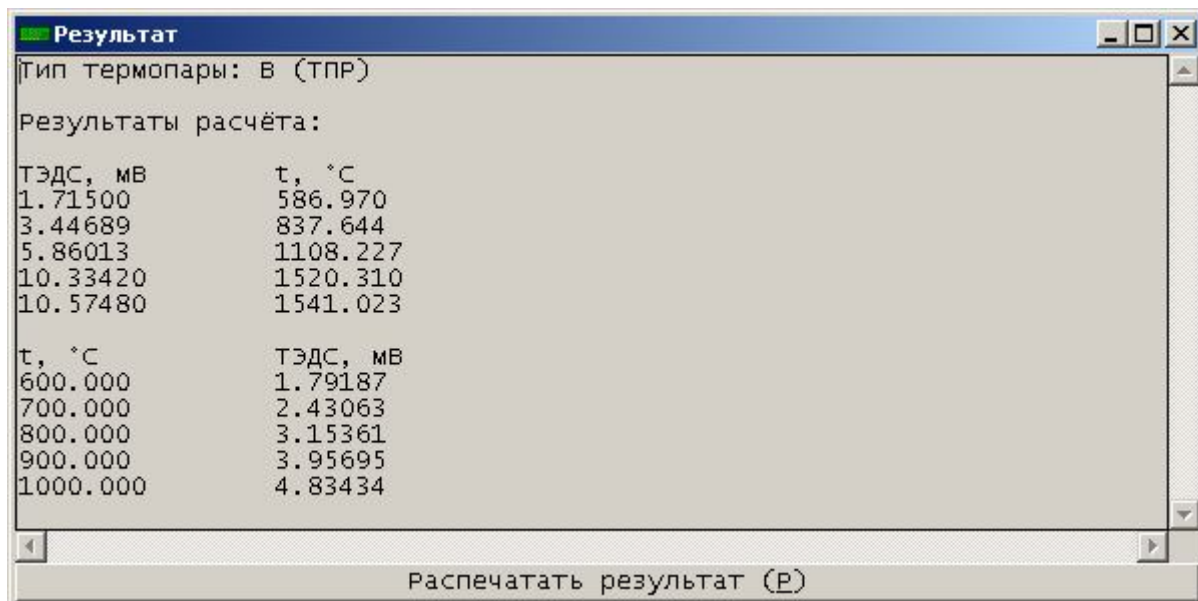 Результат
Тип термопары: В (ТПР)
Результаты расчёта:
ТЭДС, мВ t, °С
1.71500 586.970
3.44689 837.644
5.86013 1108.227
10.33420 1520.310
10.57480 1541.023
t, °С ТЭДС, мВ
600.000 1.79187
700.000 2.43063
800.000 3.15361
900.000 3.95695
1000.000 4.83434
Распечатать результат (P)